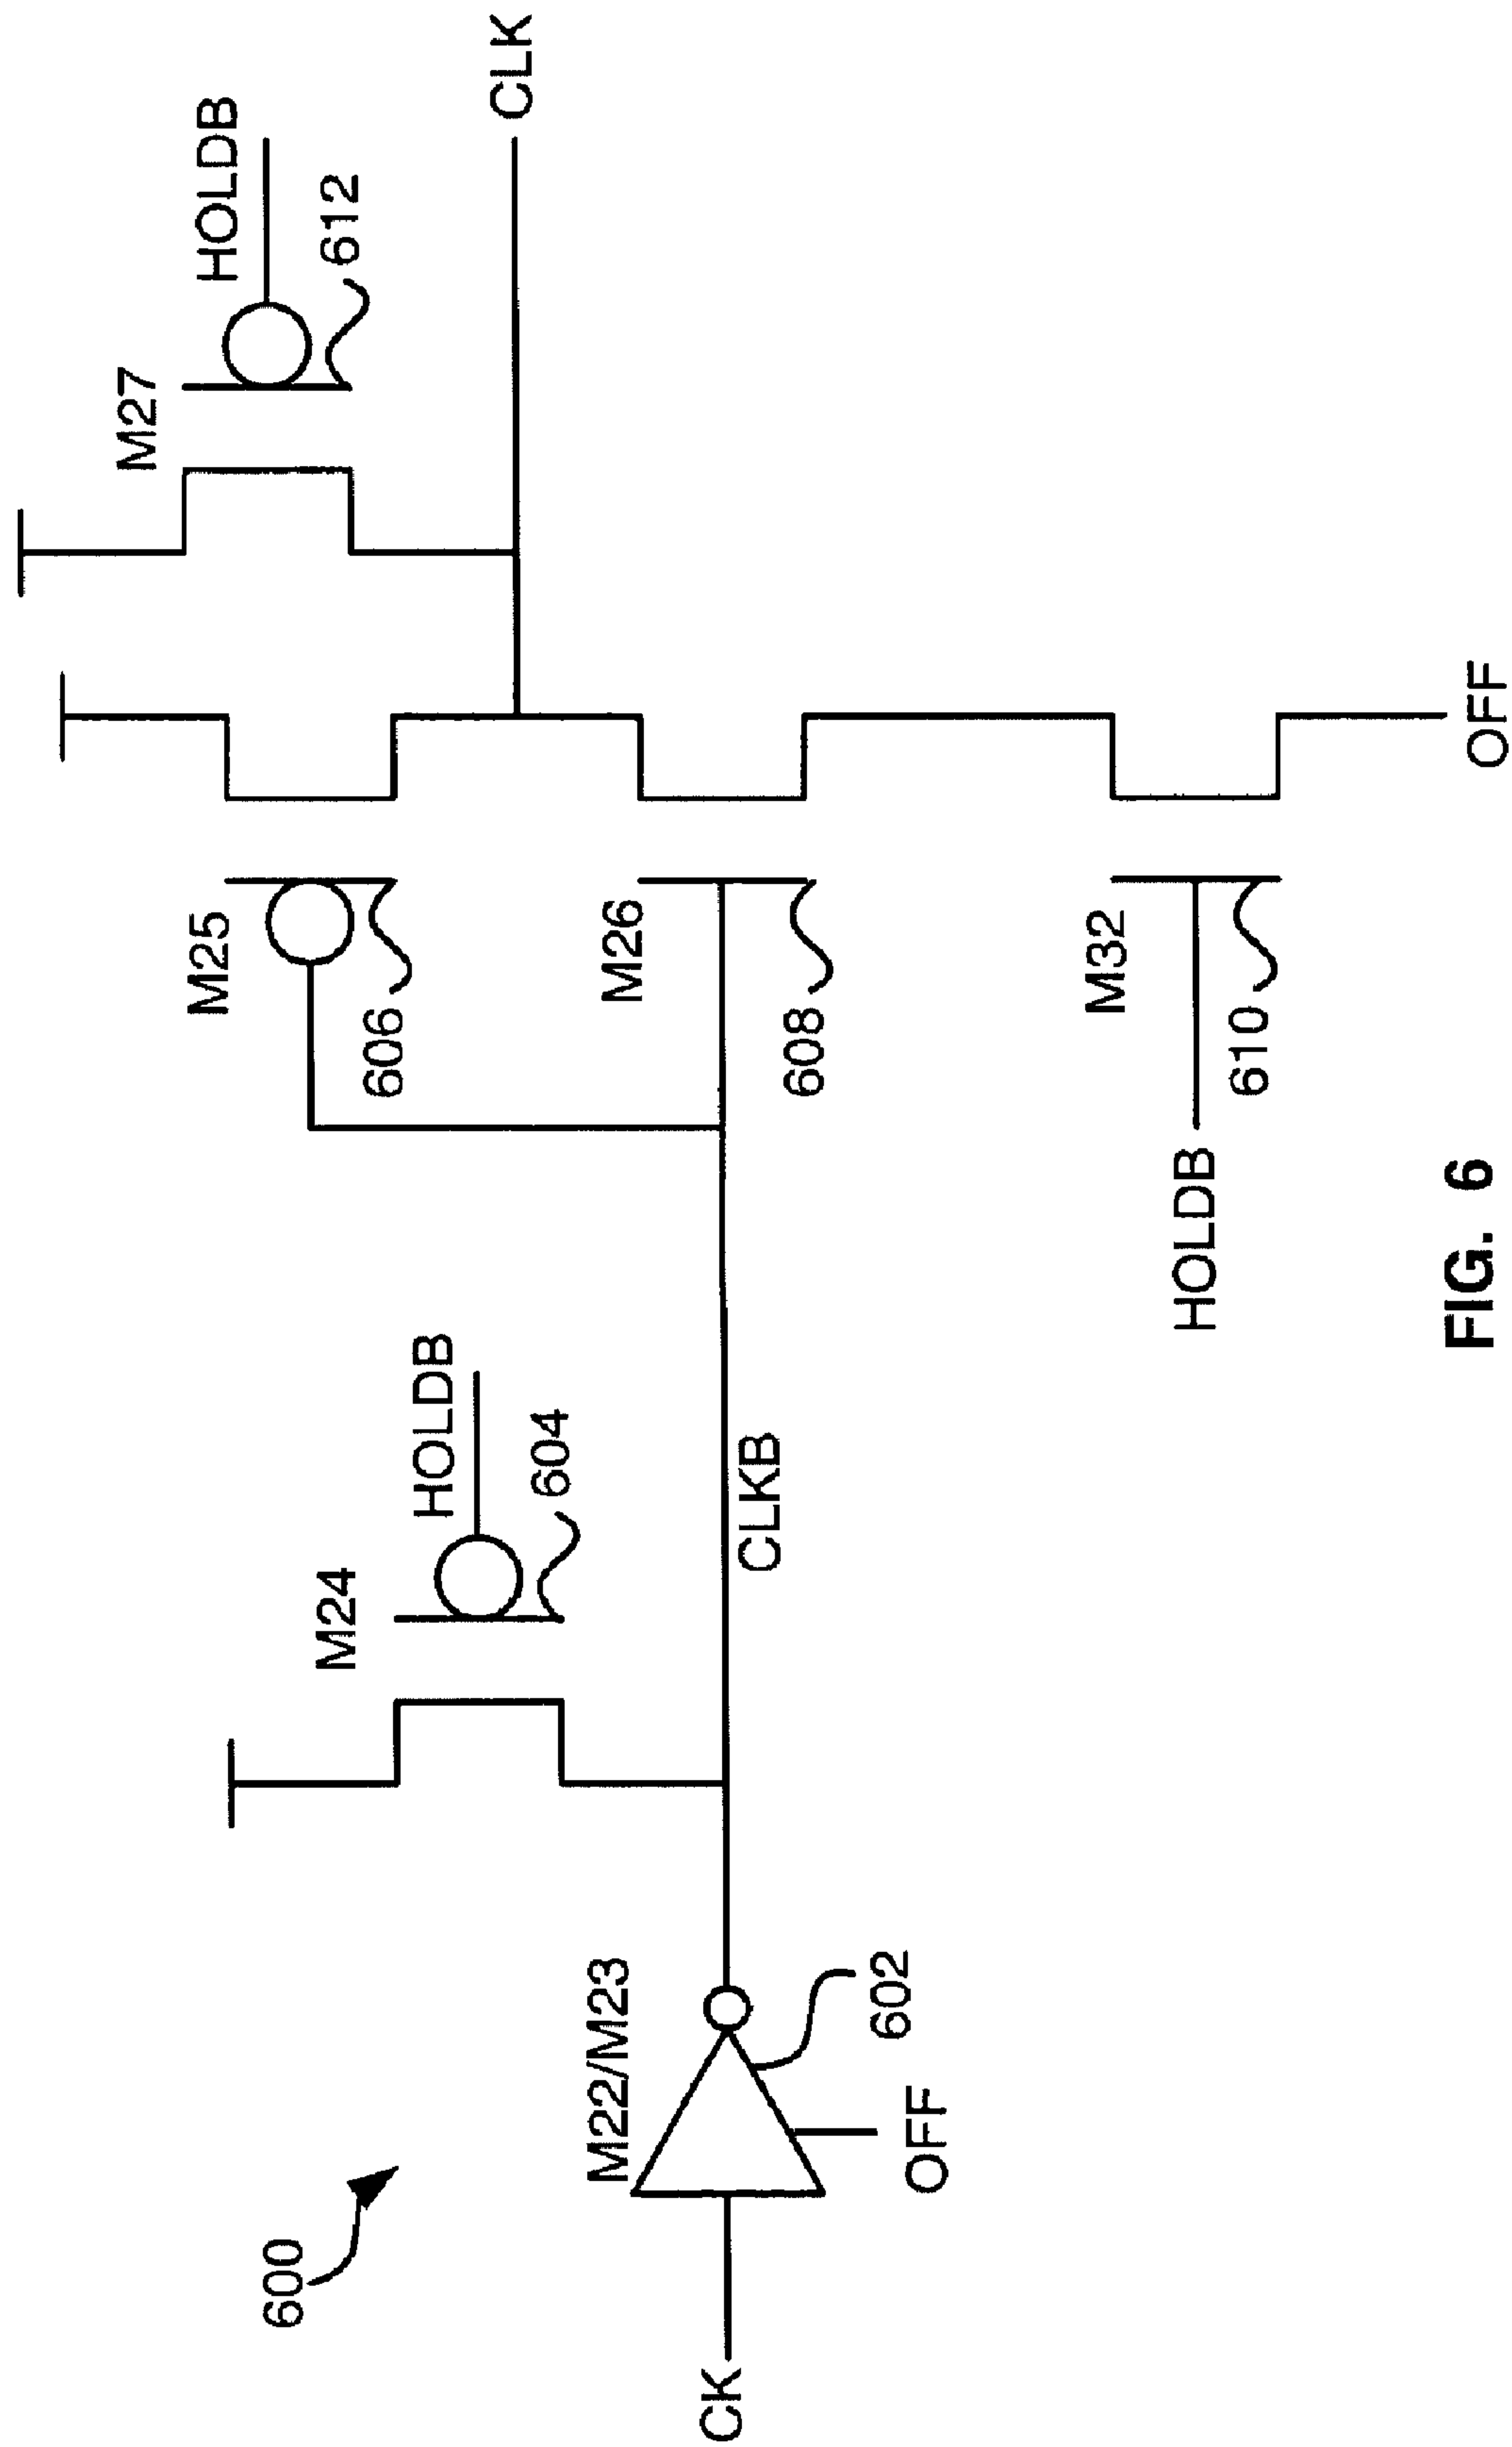 HOLDB
612
M27
CLK
M25
606
M26
608
M32
HOLDB
610
OFF
M24
HOLDB
604
CLKB
600
M22/M23
602
CK
OFF
FIG. 6